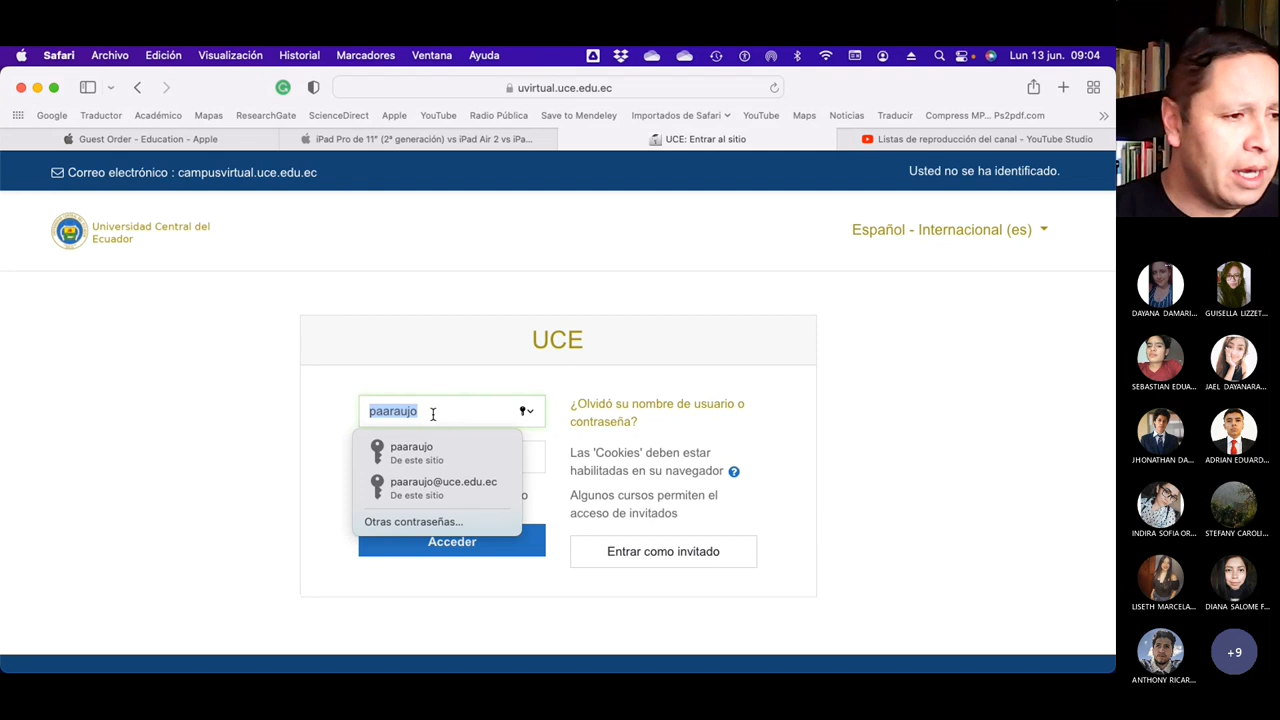 Safari Archivo Edición Visualización Historial Marcadores Ventana Ayuda Lun 13 jun. 09:04
uvirtual.uce.edu.ec
Google Traductor Académico Mapas ResearchGate ScienceDirect Apple YouTube Radio Pública Save to Mendeley Importados de Safari YouTube Maps Noticias Traducir Compress MP... Ps2pdf.com
Guest Order - Education - Apple
iPad Pro de 11" (2ª generación) vs iPad Air 2 vs iPa...
UCE: Entrar al sitio
Listas de reproducción del canal - YouTube Studio
Correo electrónico : campusvirtual.uce.edu.ec
Usted no se ha identificado.
Universidad Central del
Ecuador
Español - Internacional (es)
UCE
paaraujo
paaraujo
De este sitio
paaraujo@uce.edu.ec
De este sitio
Otras contraseñas...
o
Acceder
¿Olvidó su nombre de usuario o
contraseña?
Las 'Cookies' deben estar
habilitadas en su navegador
Algunos cursos permiten el
acceso de invitados
Entrar como invitado
DAYANA DAMARI...
GUISELLA LIZZET...
SEBASTIAN EDUA...
JAEL DAYANARA...
JHONATHAN DA...
ADRIAN EDUARD...
INDIRA SOFIA OR...
STEFANY CAROLI...
LISETH MARCELA...
DIANA SALOME F...
ANTHONY RICAR...
+9